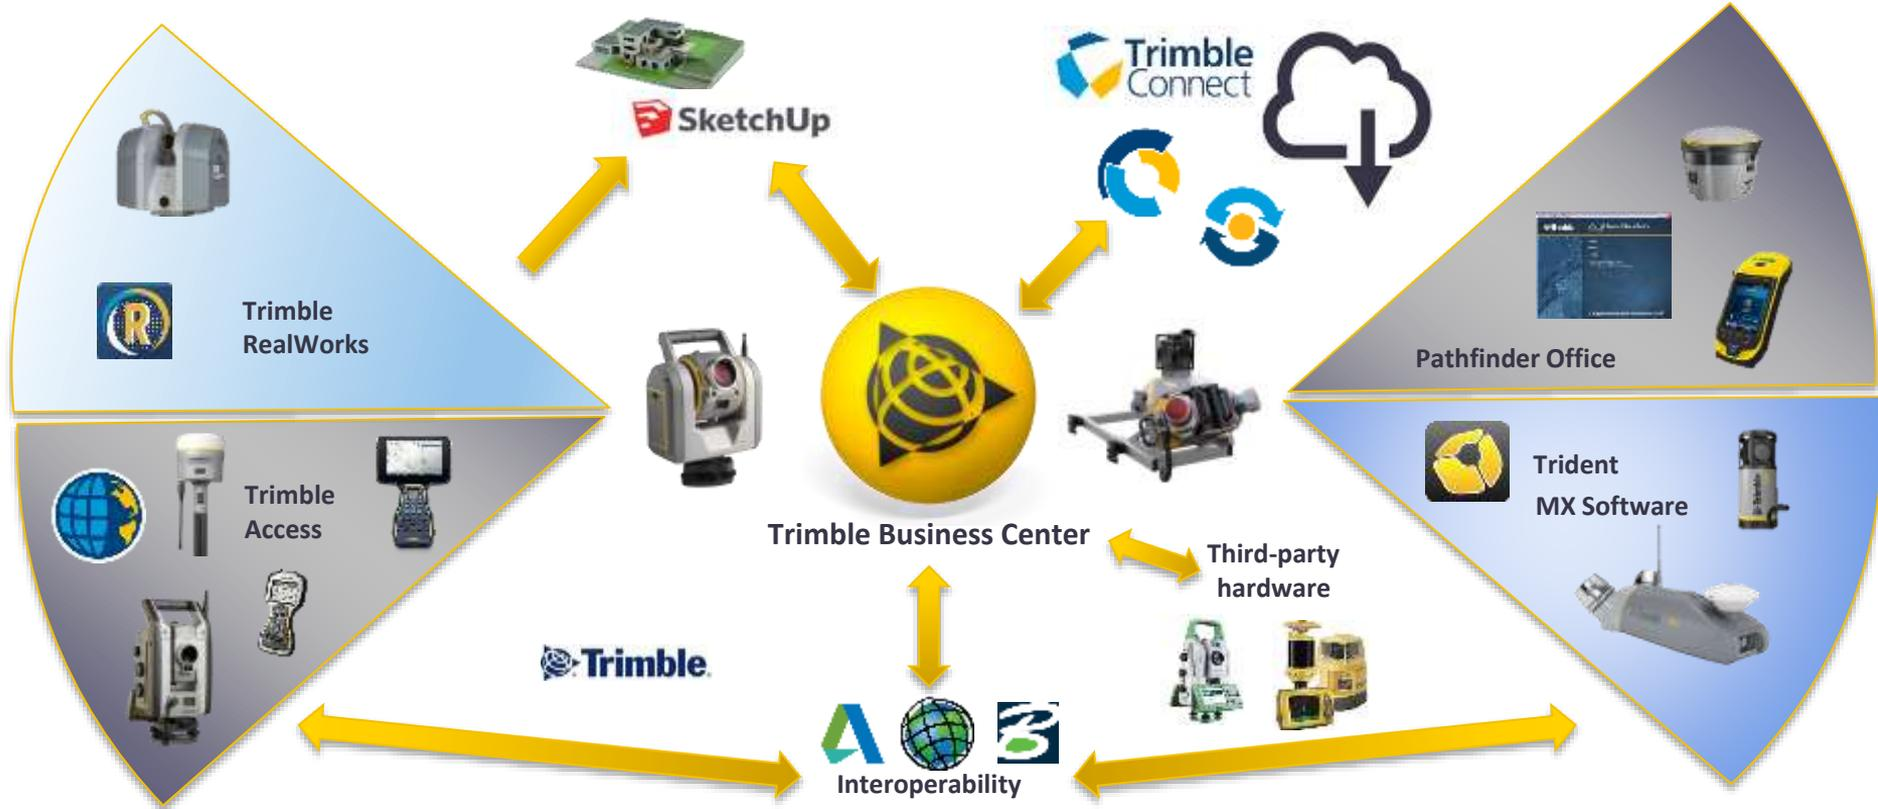 SketchUp
Trimble
Connect
Trimble
RealWorks
R
Pathfinder Office
Trimble
Access
Trident
MX Software
Trimble Business Center
Third-party
hardware
Trimble
Interoperability